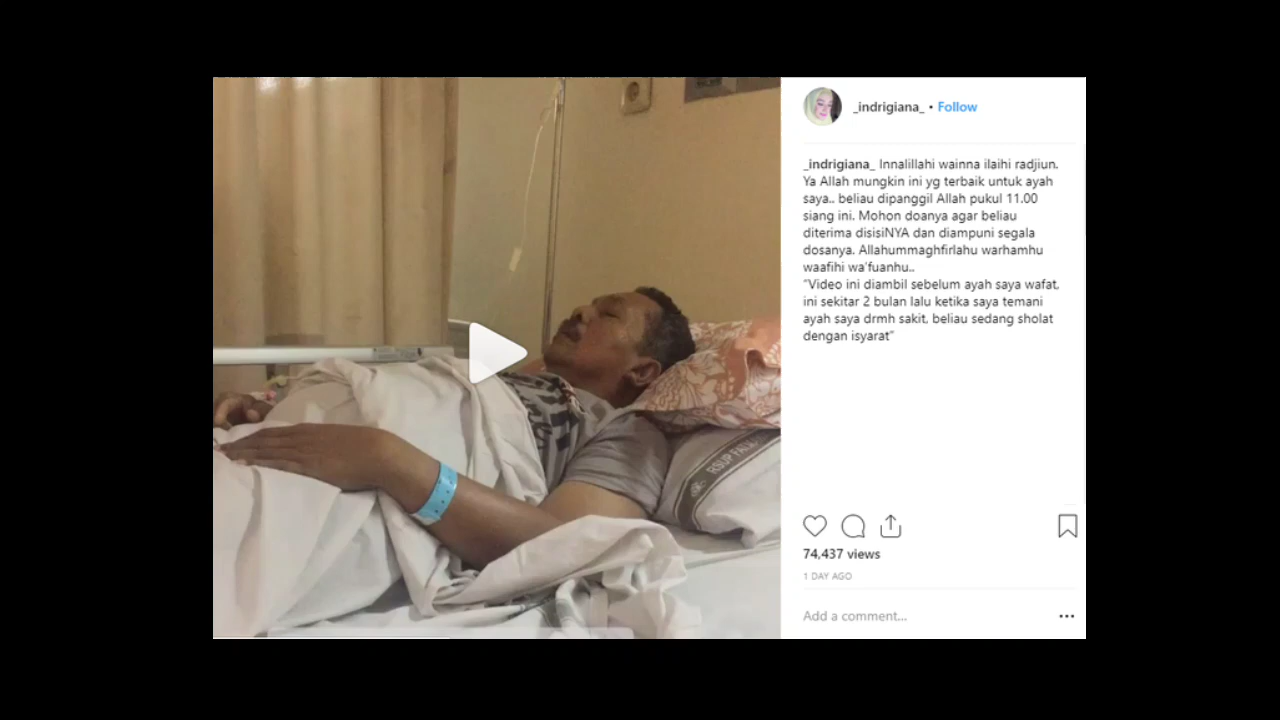 _indrigiana_ • Follow
_indrigiana_ Innalillahi wainna ilaihi radjiun.
Ya Allah mungkin ini yg terbaik untuk ayah
saya.. beliau dipanggil Allah pukul 11.00
siang ini. Mohon doanya agar beliau
diterima disisiNYA dan diampuni segala
dosanya. Allahummaghfirlahu warhamhu
waafihi wa'fuanhu..
"Video ini diambil sebelum ayah saya wafat,
ini sekitar 2 bulan lalu ketika saya temani
ayah saya drmh sakit, beliau sedang sholat
dengan isyarat"
RSUP
74,437 views
1 DAY AGO
Add a comment...